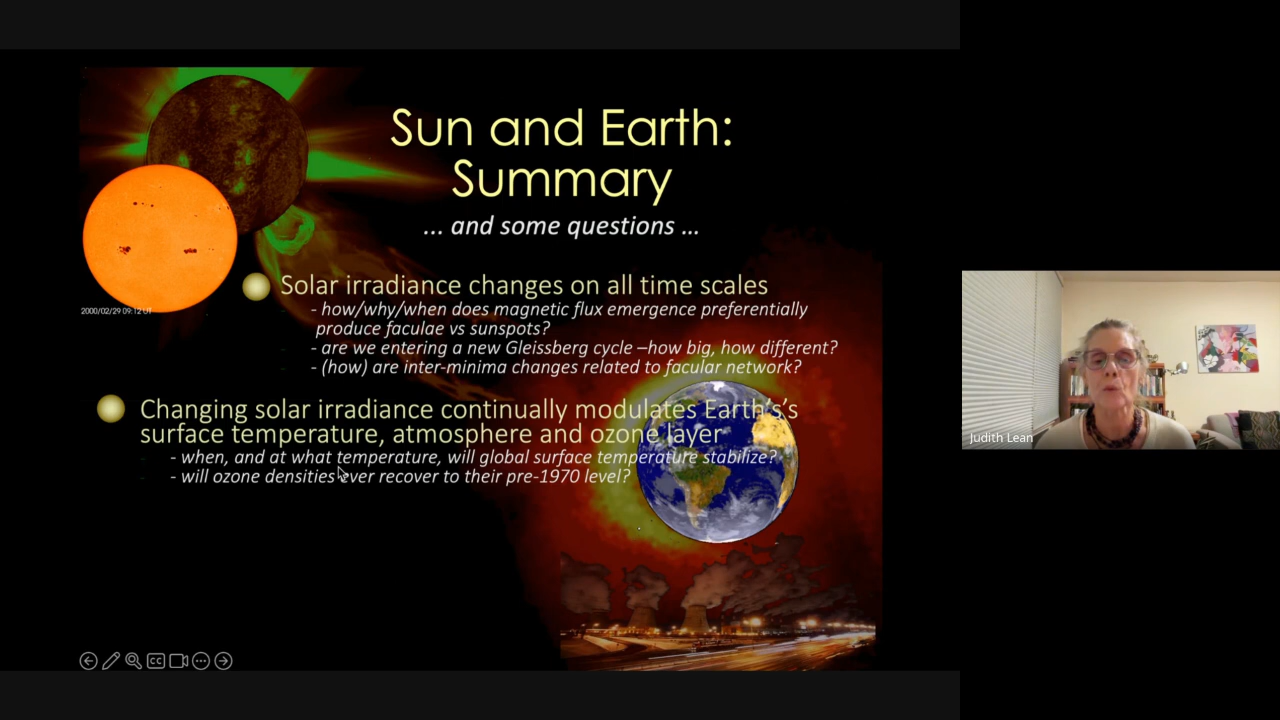 Sun and Earth:
Summary
... and some questions ...
2000/02/29 09:12 UT
Solar irradiance changes on all time scales
- how/why/when does magnetic flux emergence preferentially
produce faculae vs sunspots?
- are we entering a new Gleissberg cycle –how big, how different?
- (how) are inter-minima changes related to facular network?
Changing solar irradiance continually modulates Earth's's
surface temperature, atmosphere and ozone layer
- when, and at what temperature, will global surface temperature stabilize?
- will ozone densities ever recover to their pre-1970 level?
Judith Lean
CC